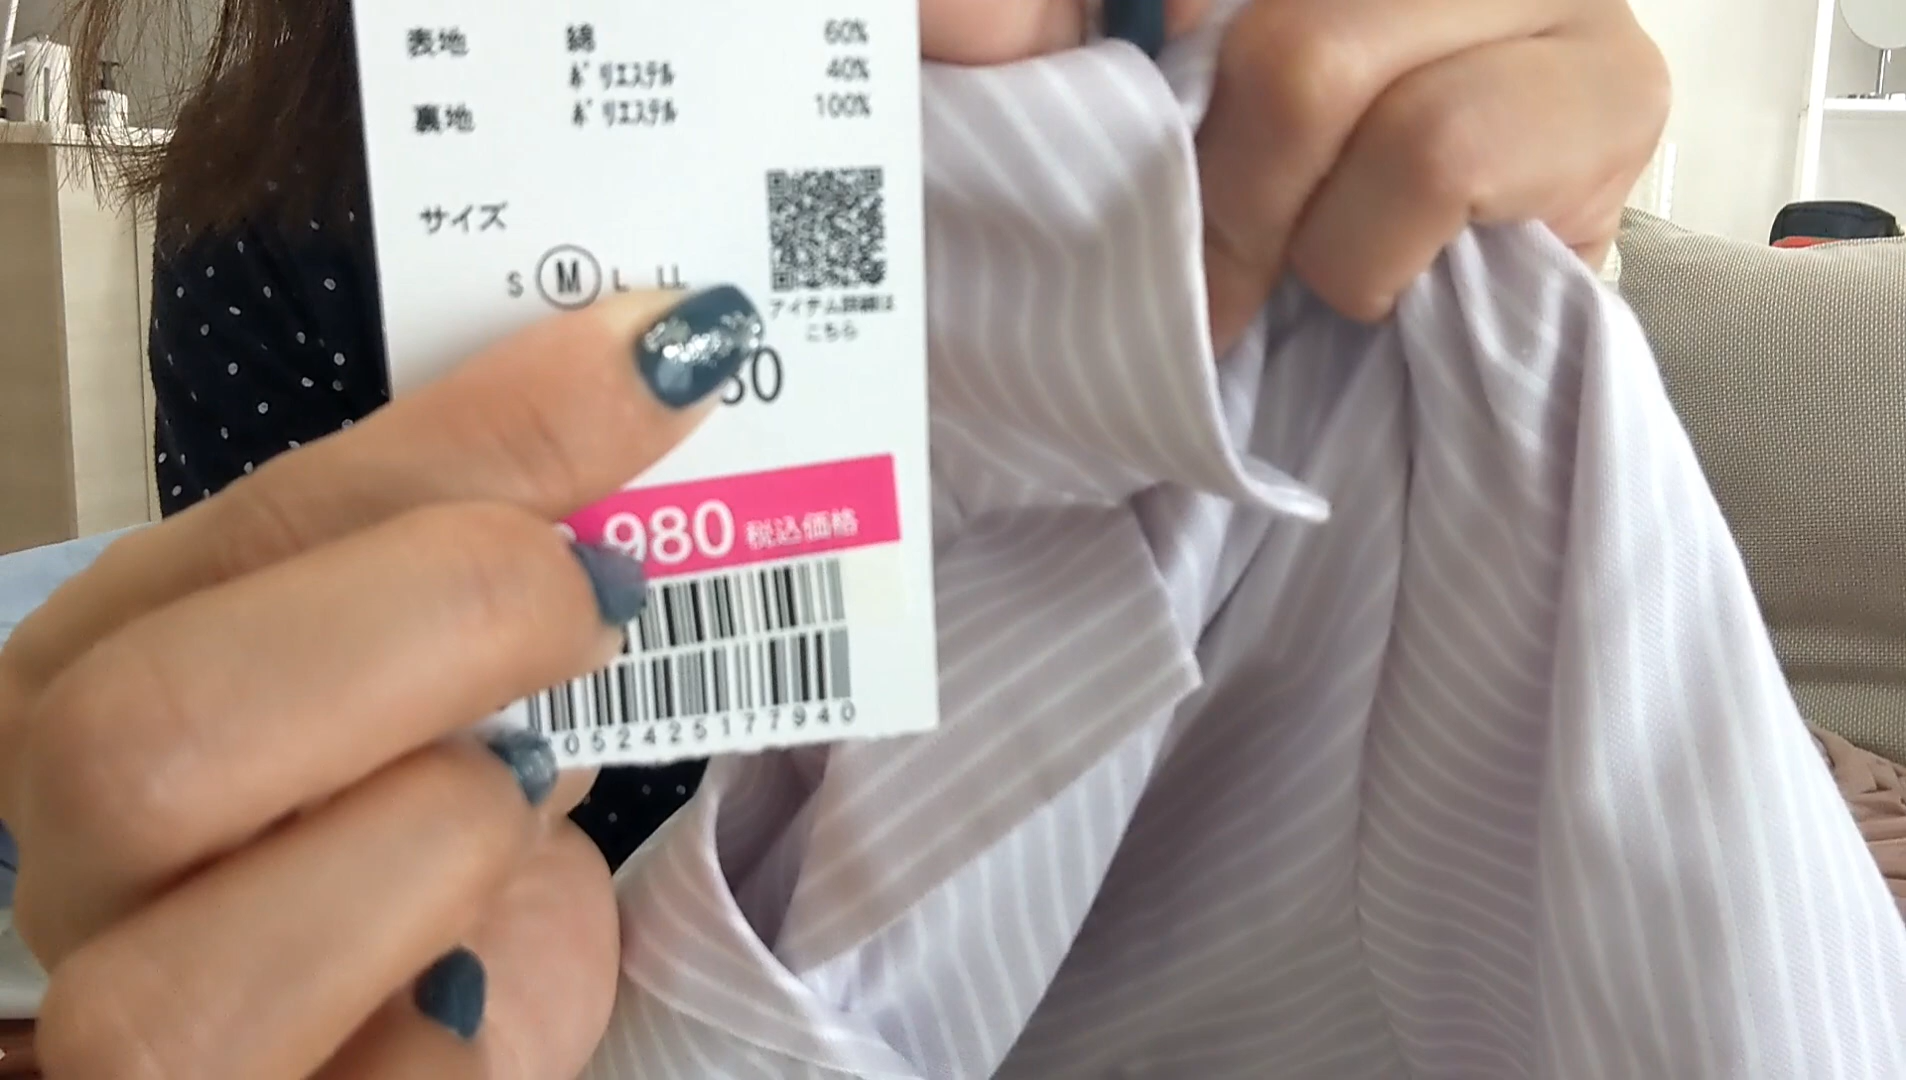 表地 綿 60%
ポリエステル 40%
裏地 ポリエステル 100%
サイズ
S M L LL
アイテム詳細は
こちら
980 税込価格
052425177940